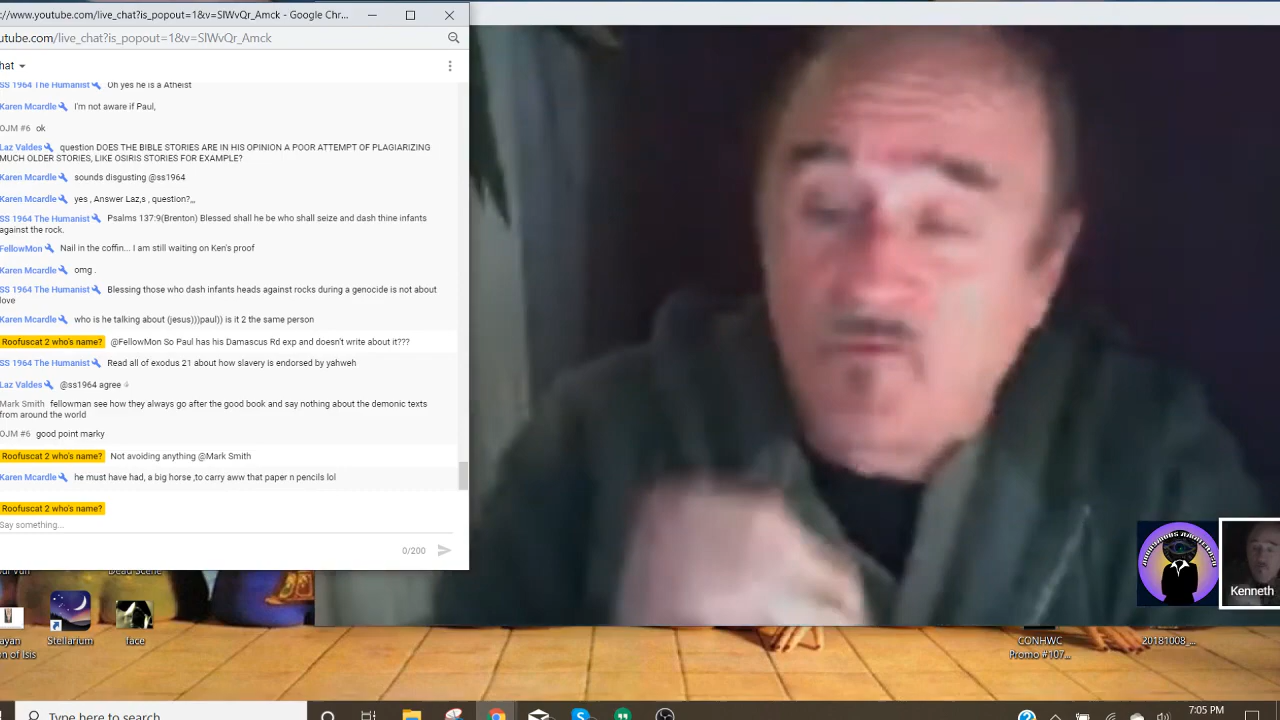 ://www.youtube.com/live_chat?is_popout=1&v=SlWvQr_Amck - Google Chr...
utube.com/live_chat?is_popout=1&v=SlWvQr_Amck
hat
SS 1964 The Humanist Oh yes he is a Atheist
Karen Mcardle I'm not aware if Paul,
OJM #6 ok
Laz Valdes question DOES THE BIBLE STORIES ARE IN HIS OPINION A POOR ATTEMPT OF PLAGIARIZING
MUCH OLDER STORIES, LIKE OSIRIS STORIES FOR EXAMPLE?
Karen Mcardle sounds disgusting @ss1964
Karen Mcardle yes , Answer Laz,s , question?,,,
SS 1964 The Humanist Psalms 137:9(Brenton) Blessed shall he be who shall seize and dash thine infants
against the rock.
FellowMon Nail in the coffin... I am still waiting on Ken's proof
Karen Mcardle omg .
SS 1964 The Humanist Blessing those who dash infants heads against rocks during a genocide is not about
love
Karen Mcardle who is he talking about (jesus)))paul)) is it 2 the same person
Roofuscat 2 who's name? @FellowMon So Paul has his Damascus Rd exp and doesn't write about it???
SS 1964 The Humanist Read all of exodus 21 about how slavery is endorsed by yahweh
Laz Valdes @ss1964 agree
Mark Smith fellowman see how they always go after the good book and say nothing about the demonic texts
from around the world
OJM #6 good point marky
Roofuscat 2 who's name? Not avoiding anything @Mark Smith
Karen Mcardle he must have had, a big horse ,to carry aww that paper n pencils lol
Roofuscat 2 who's name?
Say something...
0/200
Kenneth
Dead Scene
ayan
on of Isis
Stellarium
face
CONHWC
Promo #107...
20181008_...
Type here to search
7:05 PM